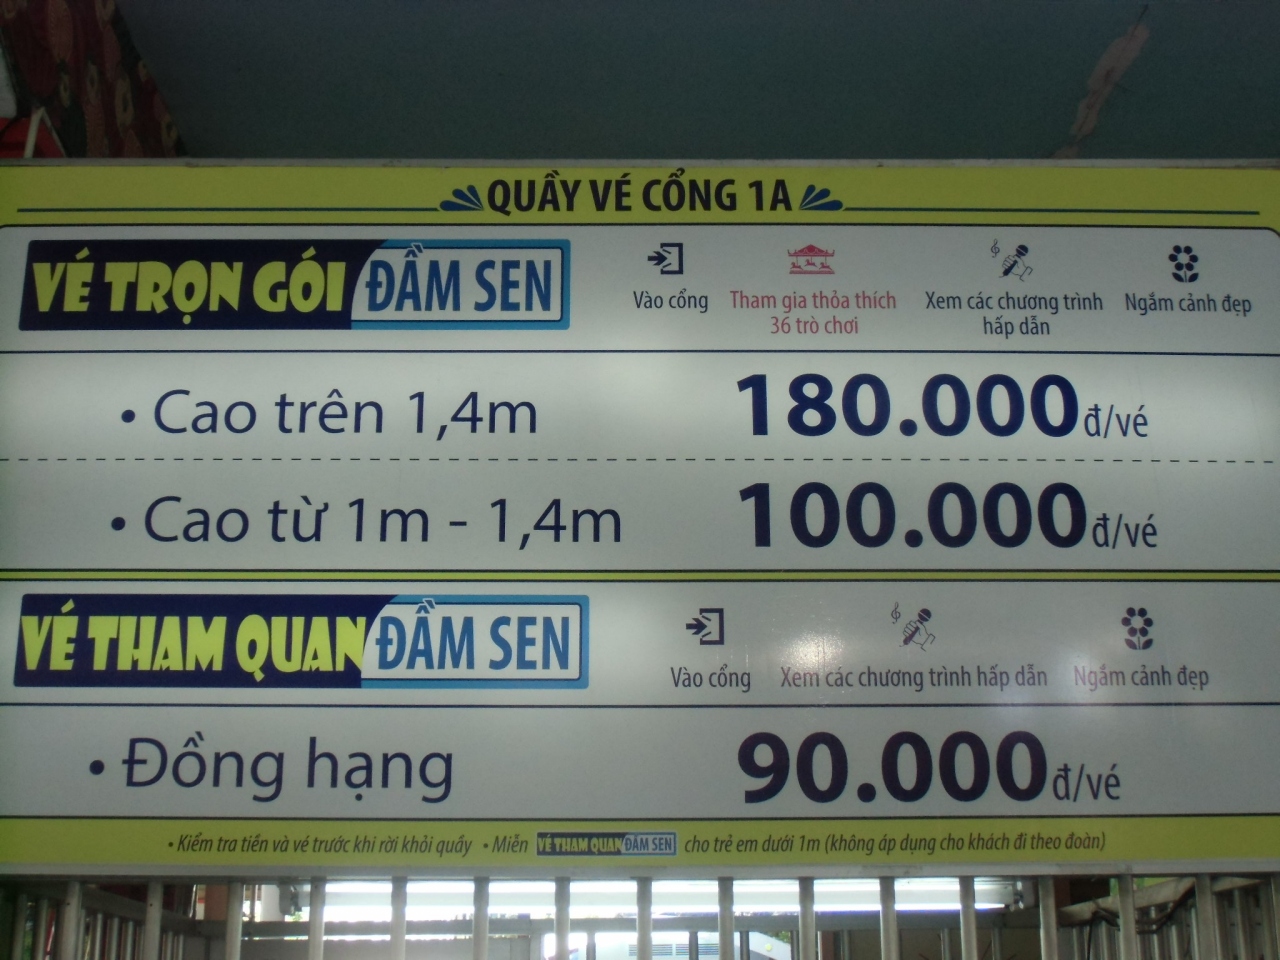 QUẦY VÉ CỔNG 1A
VÉ TRỌN GÓI ĐẦM SEN
Vào cổng
Tham gia thỏa thích
36 trò chơi
Xem các chương trình
hấp dẫn
Ngắm cảnh đẹp
• Cao trên 1,4m 180.000 đ/vé
• Cao từ 1m - 1,4m 100.000 đ/vé
VÉ THAM QUAN ĐẦM SEN
Vào cổng
Xem các chương trình hấp dẫn
Ngắm cảnh đẹp
• Đồng hạng 90.000 đ/vé
• Kiểm tra tiền và vé trước khi rời khỏi quầy • Miễn VÉ THAM QUAN ĐẦM SEN cho trẻ em dưới 1m (không áp dụng cho khách đi theo đoàn)